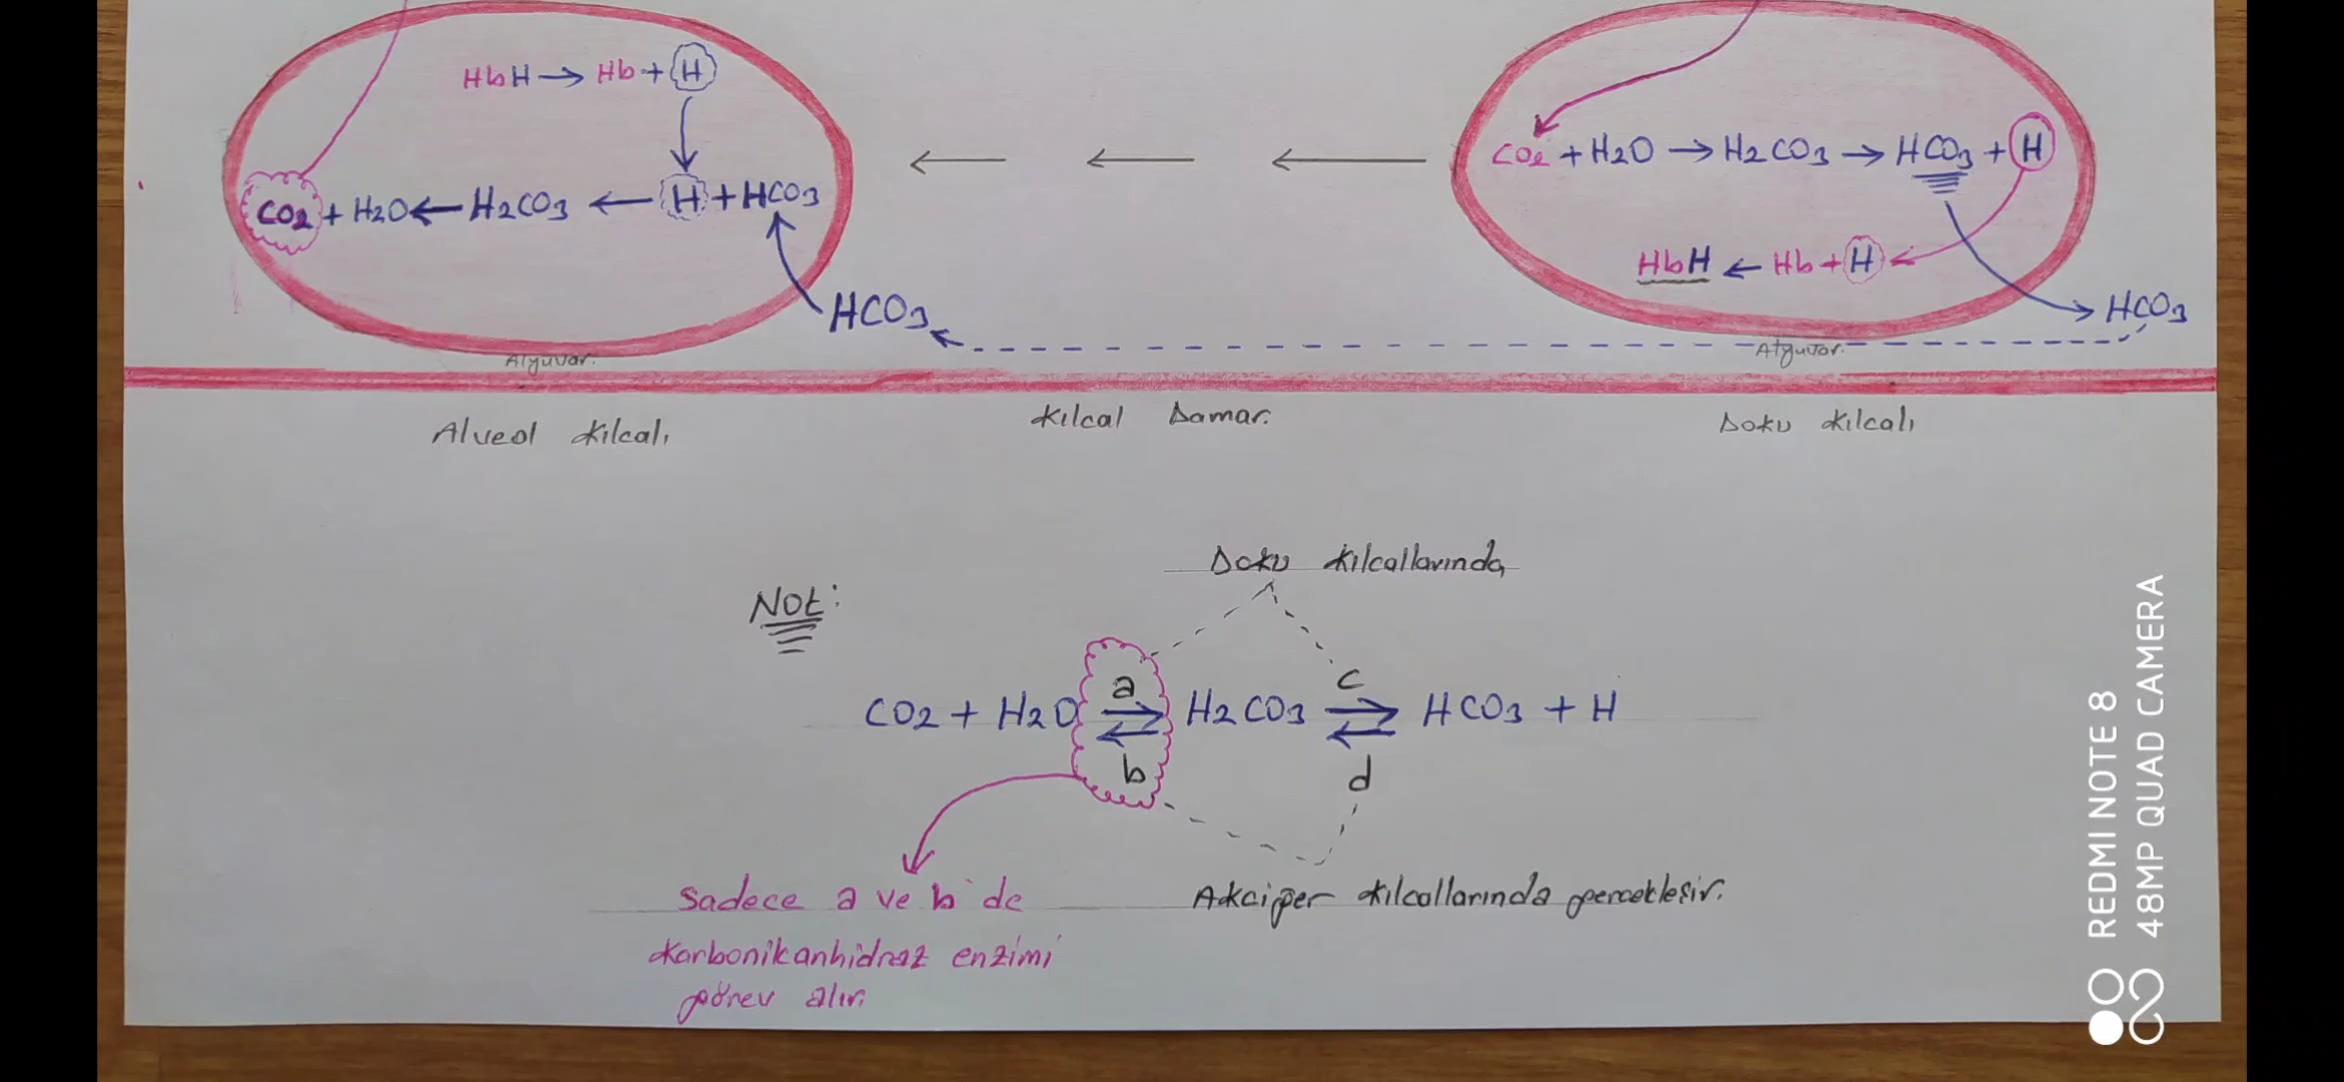 HbH → Hb + H
CO2 + H2O ← H2CO3 ← H + HCO3
HCO3
Alyuvar.
CO2 + H2O → H2CO3 → HCO3 + H
HbH ← Hb + H
HCO3
Alyuvar.
Alveol Kılcalı
Kılcal Damar.
Doku Kılcalı
Not:
Doku Kılcallarında
a c
CO2 + H2O ⇌ H2CO3 ⇌ HCO3 + H
b d
Sadece a ve b de
Karbonikanhidraz enzimi
görev alır.
Akciğer Kılcallarında gerçekleşir.
REDMI NOTE 8
48MP QUAD CAMERA